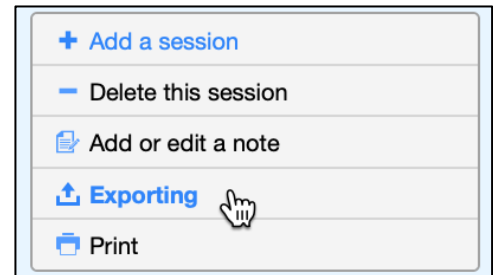 Add a session
Delete this session
Add or edit a note
Exporting
Print